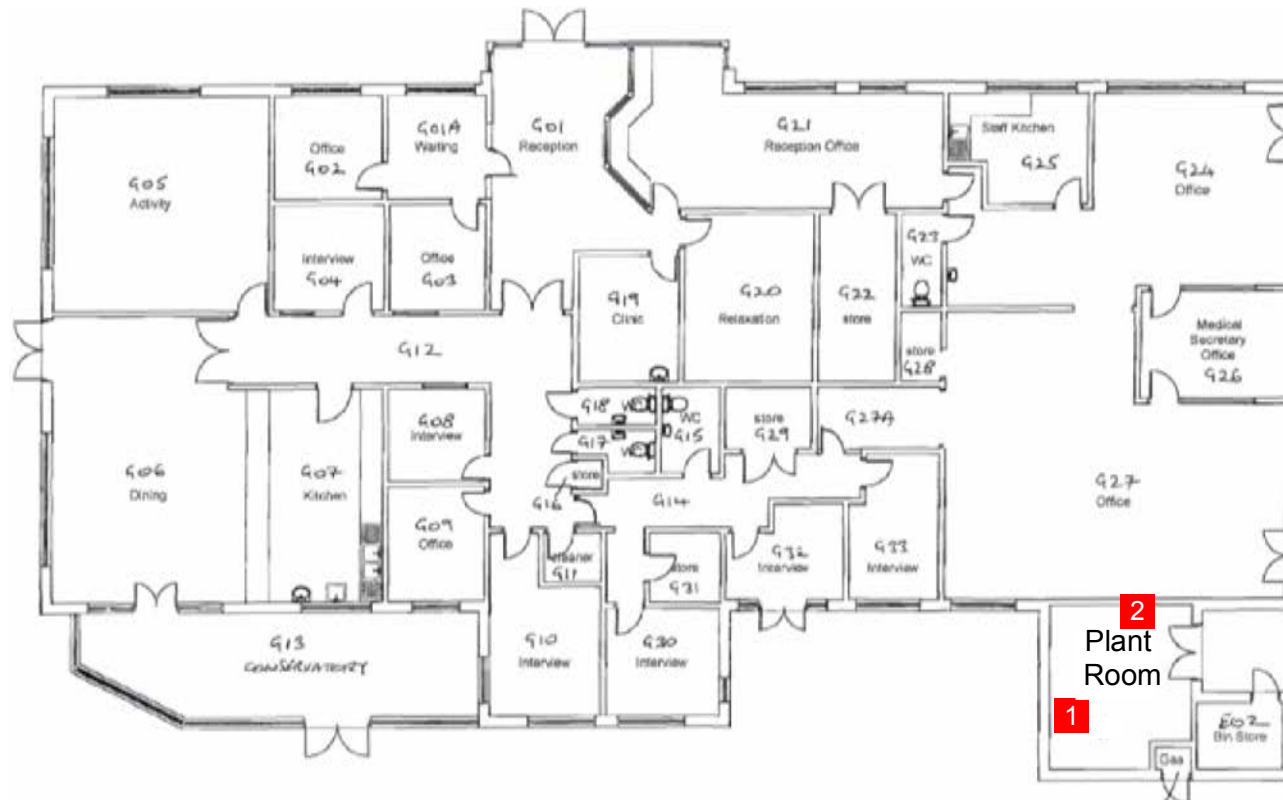 G05
Activity
Office
G02
G01A
Waiting
G01
Reception
G21
Reception Office
Staff Kitchen
G25
G24
Office
Interview
G04
Office
G03
G19
Clinic
G20
Relaxation
G22
store
G23
WC
store
G28
Medical
Secretary
Office
G26
G12
G06
Dining
G07
Kitchen
G08
Interview
G09
Office
G18
WC
G17
WC
WC
G15
store
G29
G27A
store
G16
G14
G27
Office
cleaner
G11
store
G31
G32
Interview
G33
Interview
G10
Interview
G30
Interview
G13
CONSERVATORY
2
Plant
Room
1
E02
Bin Store
Gas